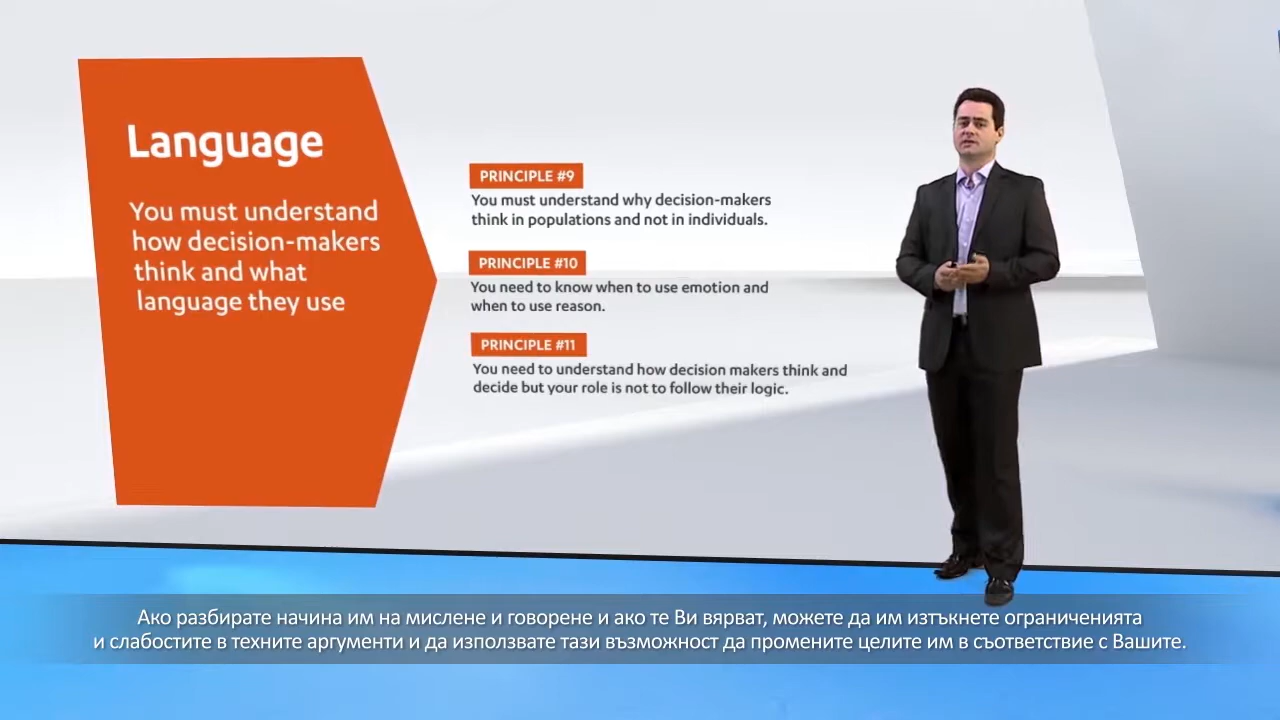 Language
You must understand
how decision-makers
think and what
language they use
PRINCIPLE #9
You must understand why decision-makers
think in populations and not in individuals.
PRINCIPLE #10
You need to know when to use emotion and
when to use reason.
PRINCIPLE #11
You need to understand how decision makers think and
decide but your role is not to follow their logic.
Ако разбирате начина им на мислене и говорене и ако те Ви вярват, можете да им изтъкнете ограниченията
и слабостите в техните аргументи и да използвате тази възможност да промените целите им в съответствие с Вашите.